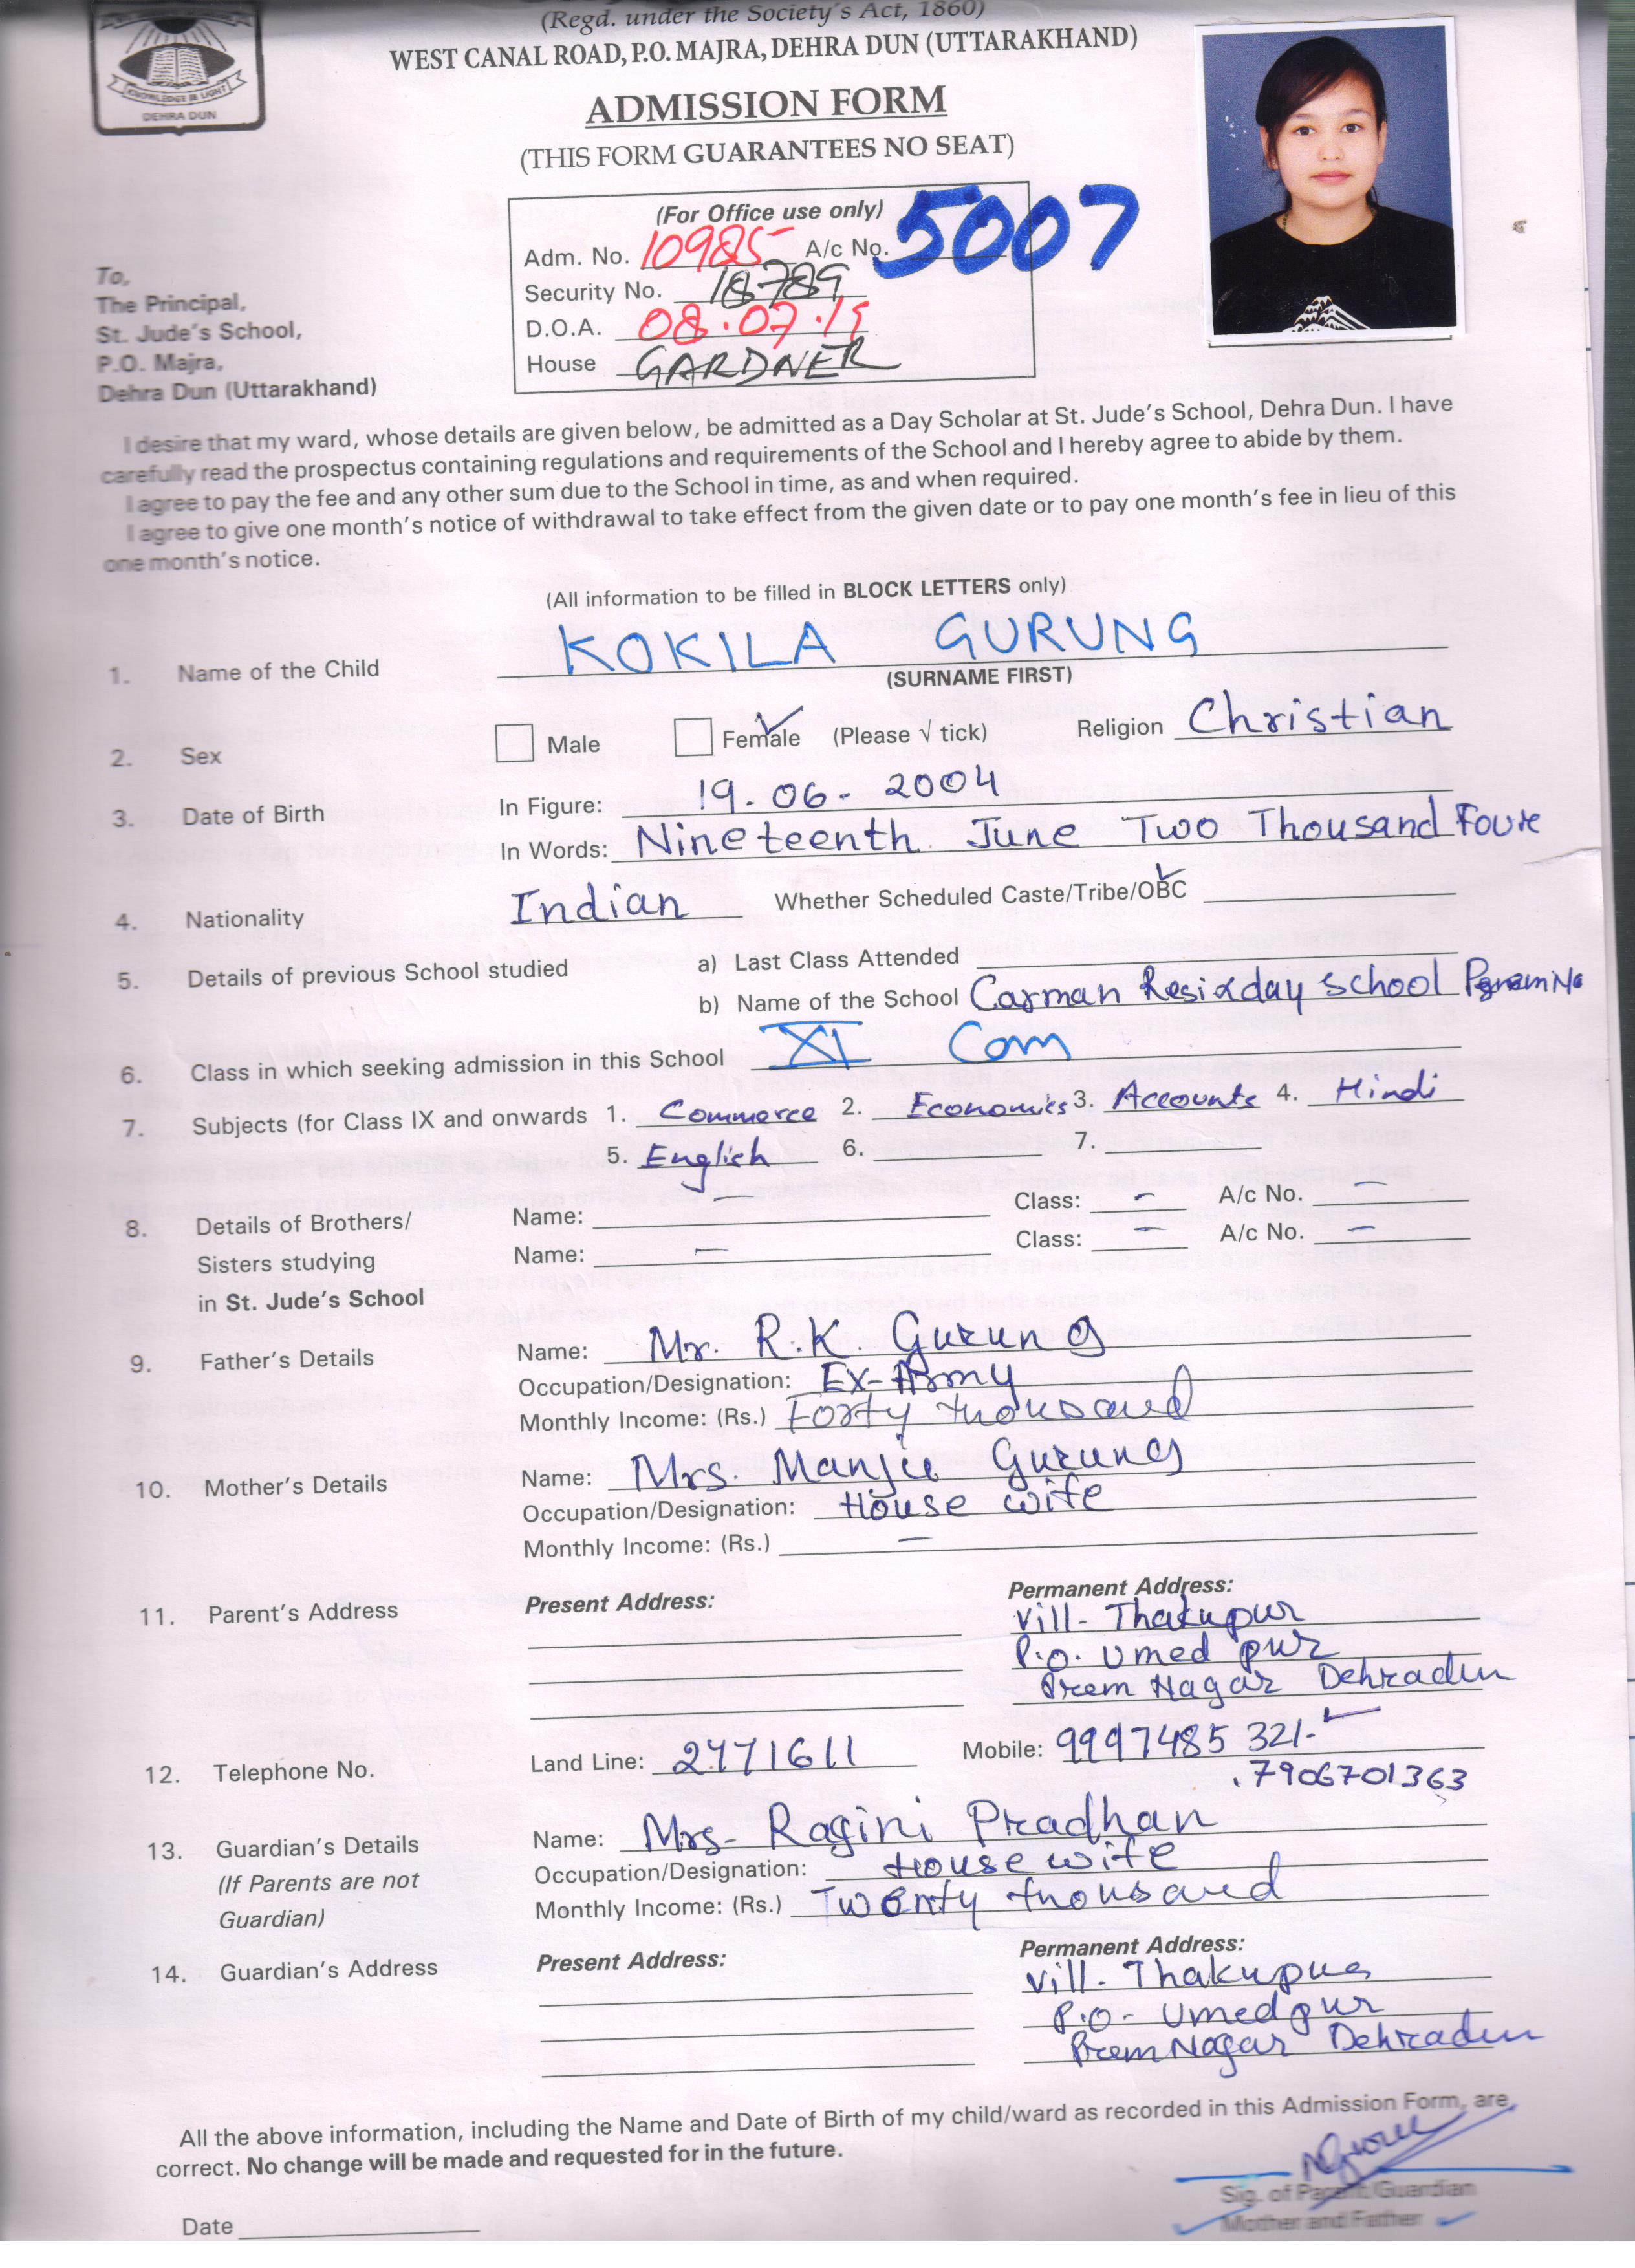 (Regd. under the Society's Act, 1860)
WEST CANAL ROAD, P.O. MAJRA, DEHRA DUN (UTTARAKHAND)
KNOWLEDGE IS LIGHT
DEHRA DUN
ADMISSION FORM
(THIS FORM GUARANTEES NO SEAT)
(For Office use only)
Adm. No. 10985 A/c No. 5007
Security No. 18789
D.O.A. 08.07.19
House GARDNER
To,
The Principal,
St. Jude's School,
P.O. Majra,
Dehra Dun (Uttarakhand)
I desire that my ward, whose details are given below, be admitted as a Day Scholar at St. Jude's School, Dehra Dun. I have
carefully read the prospectus containing regulations and requirements of the School and I hereby agree to abide by them.
I agree to pay the fee and any other sum due to the School in time, as and when required.
I agree to give one month's notice of withdrawal to take effect from the given date or to pay one month's fee in lieu of this
one month's notice.
(All information to be filled in BLOCK LETTERS only)
1. Name of the Child KOKILA GURUNG
(SURNAME FIRST)
2. Sex Male Female (Please √ tick) Religion Christian
3. Date of Birth In Figure: 19-06-2004
In Words: Nineteenth June Two Thousand Foure
4. Nationality Indian Whether Scheduled Caste/Tribe/OBC
5. Details of previous School studied a) Last Class Attended
b) Name of the School Carman Resi & day School
6. Class in which seeking admission in this School XI Com
7. Subjects (for Class IX and onwards 1. Commerce 2. Economics 3. Accounts 4. Hindi
5. English 6. 7.
8. Details of Brothers/ Name: - Class: - A/c No. -
Sisters studying Name: - Class: - A/c No. -
in St. Jude's School
9. Father's Details Name: Mr. R.K. Gurung
Occupation/Designation: Ex-Army
Monthly Income: (Rs.) Forty thousand
10. Mother's Details Name: Mrs. Manju Gurung
Occupation/Designation: House wife
Monthly Income: (Rs.) -
11. Parent's Address Present Address: Permanent Address:
Vill- Thakupur
P.O. Umed pur
Prem Nagar Dehradun
12. Telephone No. Land Line: 2771611 Mobile: 9997485321-
7906701363
13. Guardian's Details Name: Mrs- Ragini Pradhan
(If Parents are not Occupation/Designation: House wife
Guardian) Monthly Income: (Rs.) Twenty thousand
14. Guardian's Address Present Address: Permanent Address:
Vill- Thakupur
P.O- Umedpur
Prem Nagar Dehradun
All the above information, including the Name and Date of Birth of my child/ward as recorded in this Admission Form, are
correct. No change will be made and requested for in the future.
Sig. of Parent/Guardian
Mother and Father
Date